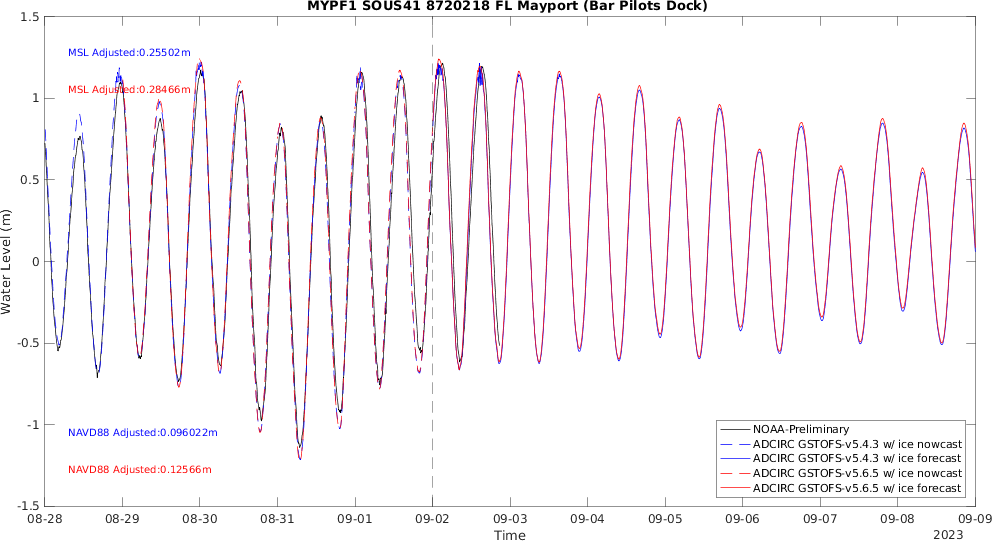 MYPF1 SOUS41 8720218 FL Mayport (Bar Pilots Dock)
1.5
1
0.5
0
-0.5
-1
-1.5
Water Level (m)
MSL Adjusted:0.25502m
MSL Adjusted:0.28466m
NAVD88 Adjusted:0.096022m
NAVD88 Adjusted:0.12566m
NOAA-Preliminary
ADCIRC GSTOFS-v5.4.3 w/ ice nowcast
ADCIRC GSTOFS-v5.4.3 w/ ice forecast
ADCIRC GSTOFS-v5.6.5 w/ ice nowcast
ADCIRC GSTOFS-v5.6.5 w/ ice forecast
08-28 08-29 08-30 08-31 09-01 09-02 09-03 09-04 09-05 09-06 09-07 09-08 09-09
Time
2023